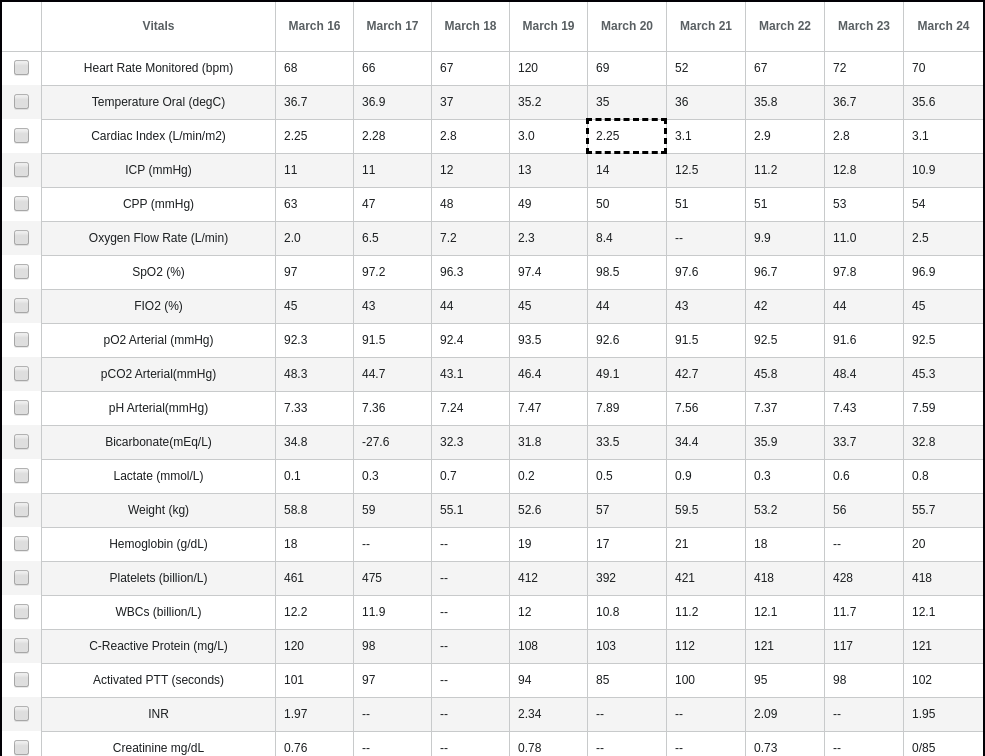 Vitals March 16 March 17 March 18 March 19 March 20 March 21 March 22 March 23 March 24
Heart Rate Monitored (bpm) 68 66 67 120 69 52 67 72 70
Temperature Oral (degC) 36.7 36.9 37 35.2 35 36 35.8 36.7 35.6
Cardiac Index (L/min/m2) 2.25 2.28 2.8 3.0 2.25 3.1 2.9 2.8 3.1
ICP (mmHg) 11 11 12 13 14 12.5 11.2 12.8 10.9
CPP (mmHg) 63 47 48 49 50 51 51 53 54
Oxygen Flow Rate (L/min) 2.0 6.5 7.2 2.3 8.4 -- 9.9 11.0 2.5
SpO2 (%) 97 97.2 96.3 97.4 98.5 97.6 96.7 97.8 96.9
FIO2 (%) 45 43 44 45 44 43 42 44 45
pO2 Arterial (mmHg) 92.3 91.5 92.4 93.5 92.6 91.5 92.5 91.6 92.5
pCO2 Arterial(mmHg) 48.3 44.7 43.1 46.4 49.1 42.7 45.8 48.4 45.3
pH Arterial(mmHg) 7.33 7.36 7.24 7.47 7.89 7.56 7.37 7.43 7.59
Bicarbonate(mEq/L) 34.8 -27.6 32.3 31.8 33.5 34.4 35.9 33.7 32.8
Lactate (mmol/L) 0.1 0.3 0.7 0.2 0.5 0.9 0.3 0.6 0.8
Weight (kg) 58.8 59 55.1 52.6 57 59.5 53.2 56 55.7
Hemoglobin (g/dL) 18 -- -- 19 17 21 18 -- 20
Platelets (billion/L) 461 475 -- 412 392 421 418 428 418
WBCs (billion/L) 12.2 11.9 -- 12 10.8 11.2 12.1 11.7 12.1
C-Reactive Protein (mg/L) 120 98 -- 108 103 112 121 117 121
Activated PTT (seconds) 101 97 -- 94 85 100 95 98 102
INR 1.97 -- -- 2.34 -- -- 2.09 -- 1.95
Creatinine mg/dL 0.76 -- -- 0.78 -- -- 0.73 -- 0/85